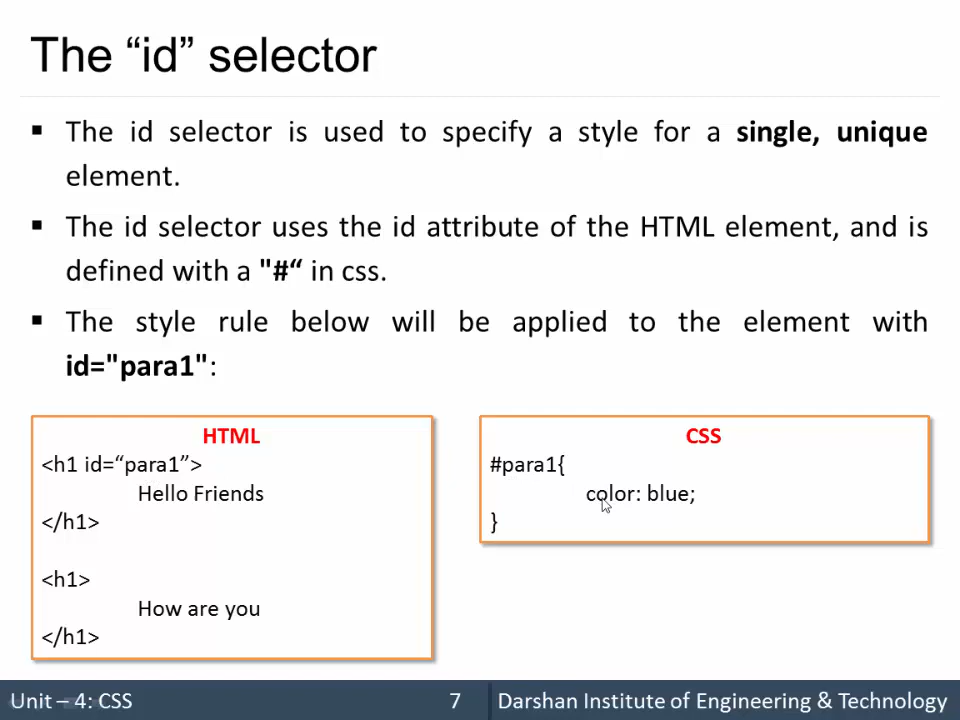 The “id” selector
▪ The id selector is used to specify a style for a single, unique
element.
▪ The id selector uses the id attribute of the HTML element, and is
defined with a "#“ in css.
▪ The style rule below will be applied to the element with
id="para1":
HTML
<h1 id=“para1”>
Hello Friends
</h1>
<h1>
How are you
</h1>
CSS
#para1{
color: blue;
}
Unit – 4: CSS
7
Darshan Institute of Engineering & Technology